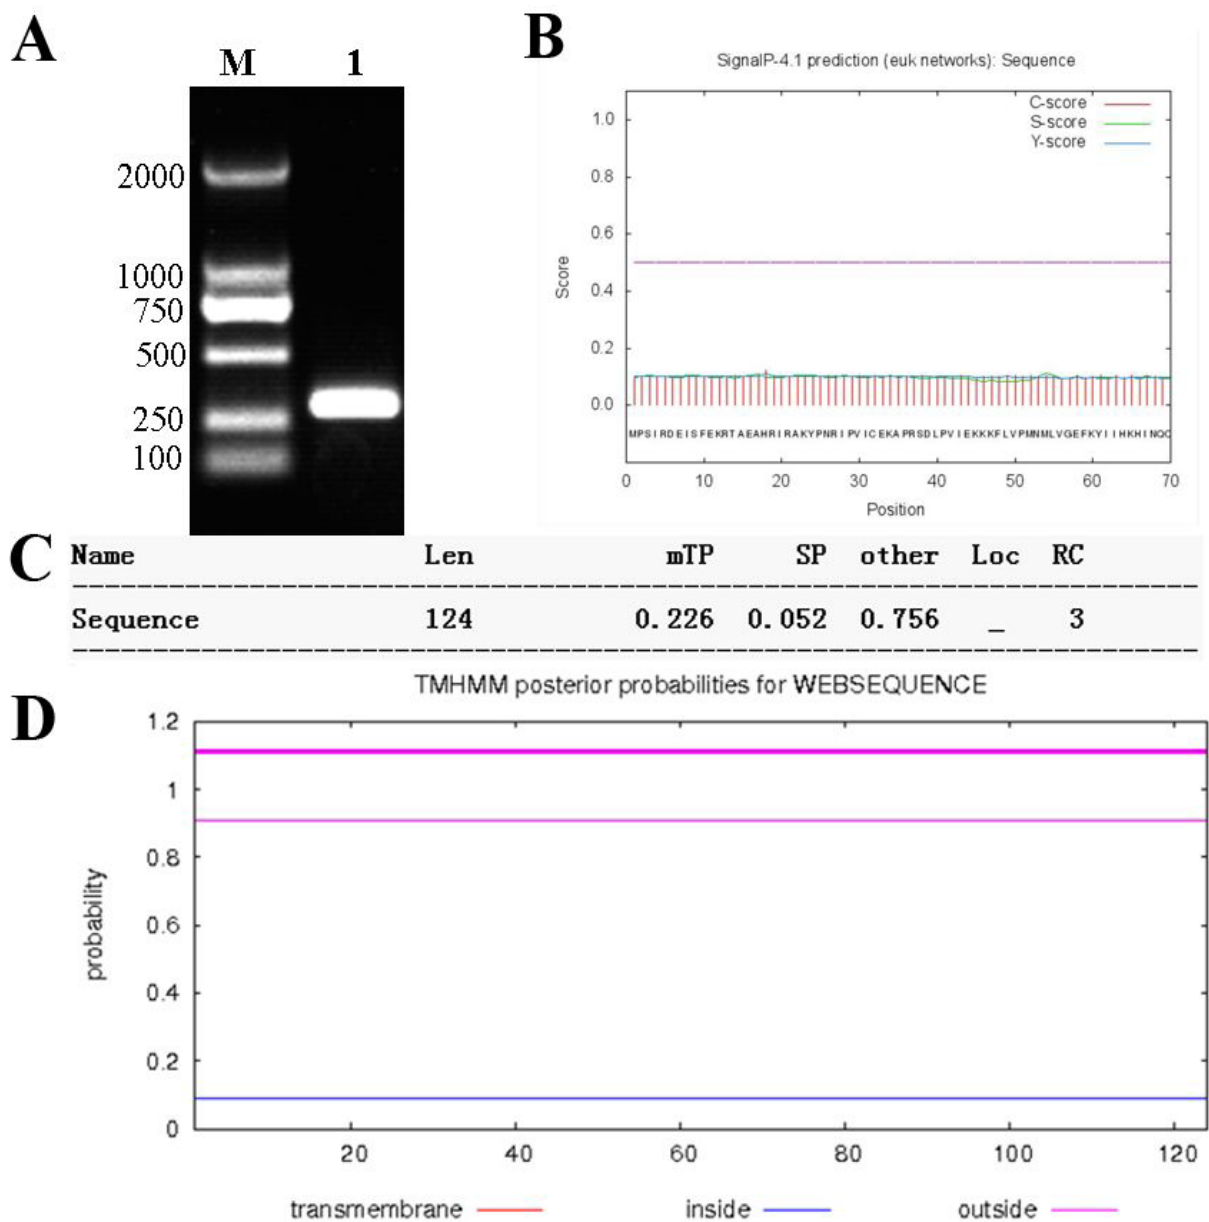 A
M 1
2000
1000
750
500
250
100
B
SignalP-4.1 prediction (euk networks): Sequence
C-score
S-score
Y-score
1.0
0.8
0.6
0.4
0.2
0.0
Score
MPSIRDEISFEKRTAEAHRIRAKYPNRIPVICEKAPRSDLPVIEKKKFLVPMNMLVGEFKYIIHKHINQC
0 10 20 30 40 50 60 70
Position
C
Name Len mTP SP other Loc RC
Sequence 124 0.226 0.052 0.756 _ 3
D
TMHMM posterior probabilities for WEBSEQUENCE
1.2
1
0.8
0.6
0.4
0.2
0
probability
20 40 60 80 100 120
transmembrane inside outside